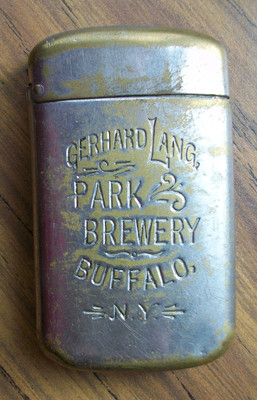 GERHARD LANG,
PARK
BREWERY
BUFFALO,
N.Y.